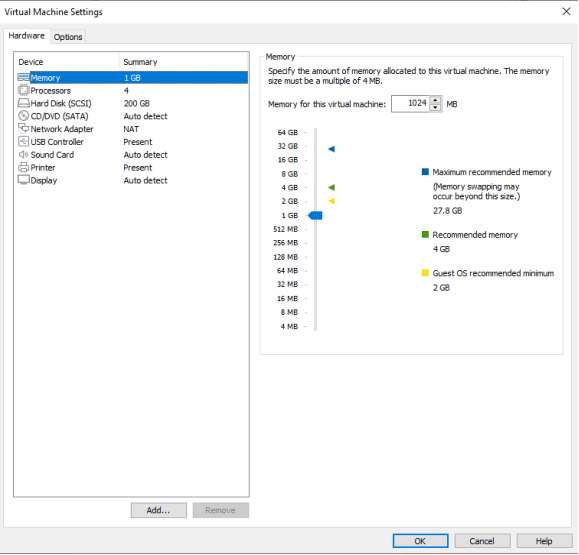 Virtual Machine Settings
Hardware Options
Device Summary
Memory 1 GB
Processors 4
Hard Disk (SCSI) 200 GB
CD/DVD (SATA) Auto detect
Network Adapter NAT
USB Controller Present
Sound Card Auto detect
Printer Present
Display Auto detect
Add... Remove
Memory
Specify the amount of memory allocated to this virtual machine. The memory
size must be a multiple of 4 MB.
Memory for this virtual machine: 1024 MB
64 GB
32 GB
16 GB
8 GB
4 GB
2 GB
1 GB
512 MB
256 MB
128 MB
64 MB
32 MB
16 MB
8 MB
4 MB
Maximum recommended memory
(Memory swapping may
occur beyond this size.)
27.8 GB
Recommended memory
4 GB
Guest OS recommended minimum
2 GB
OK Cancel Help